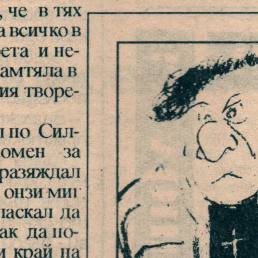 , че в тях
а всичко в
рета и не-
амтяла в
ия творе-
л по Сил-
омен за
разяждал
онзи миг
ласкал да
ак да по-
и край на